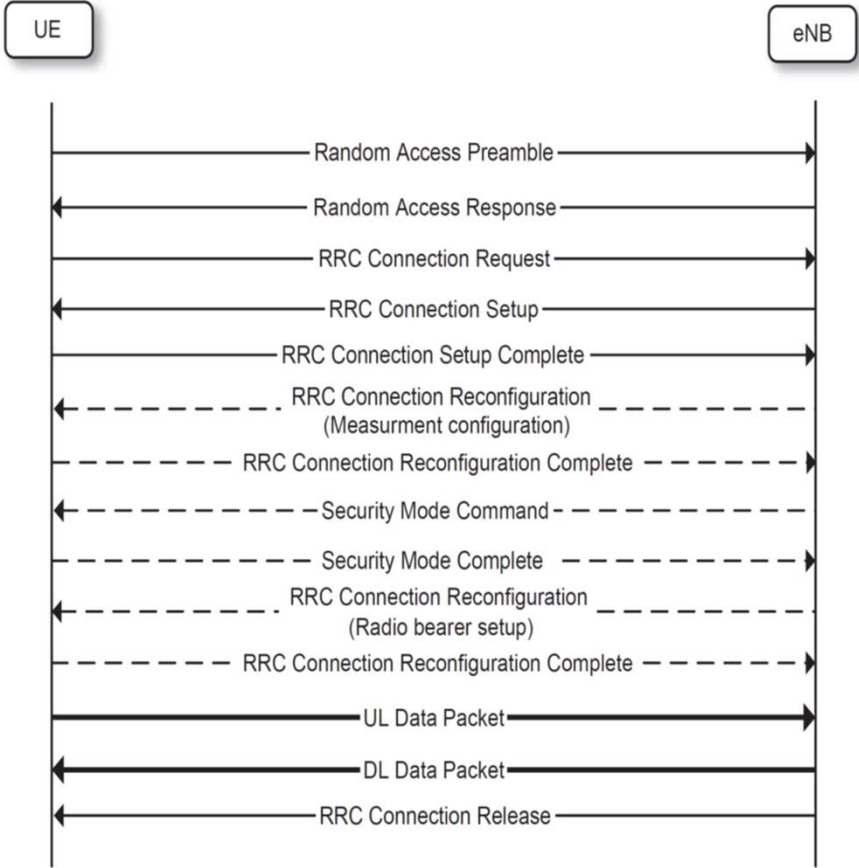 UE
eNB
Random Access Preamble
Random Access Response
RRC Connection Request
RRC Connection Setup
RRC Connection Setup Complete
RRC Connection Reconfiguration
(Measurment configuration)
RRC Connection Reconfiguration Complete
Security Mode Command
Security Mode Complete
RRC Connection Reconfiguration
(Radio bearer setup)
RRC Connection Reconfiguration Complete
UL Data Packet
DL Data Packet
RRC Connection Release